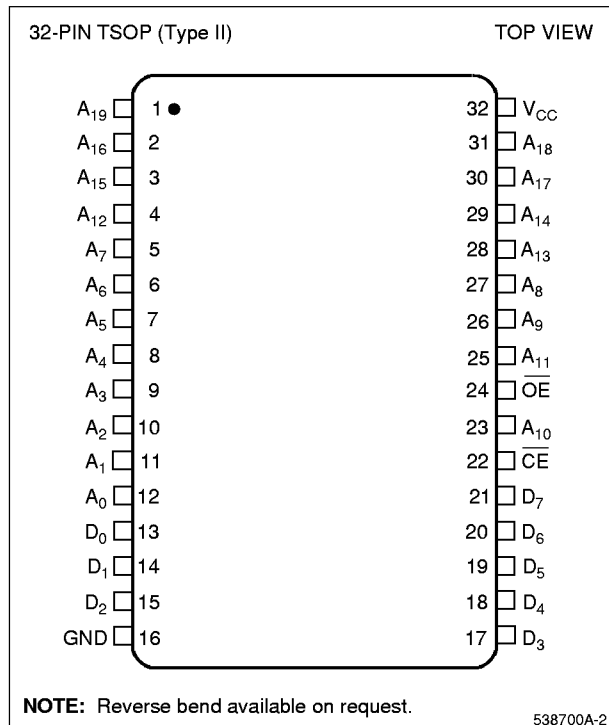 32-PIN TSOP (Type II) TOP VIEW
A19 1 32 VCC
A16 2 31 A18
A15 3 30 A17
A12 4 29 A14
A7 5 28 A13
A6 6 27 A8
A5 7 26 A9
A4 8 25 A11
A3 9 24 O̅E̅
A2 10 23 A10
A1 11 22 C̅E̅
A0 12 21 D7
D0 13 20 D6
D1 14 19 D5
D2 15 18 D4
GND 16 17 D3
NOTE: Reverse bend available on request.
538700A-2